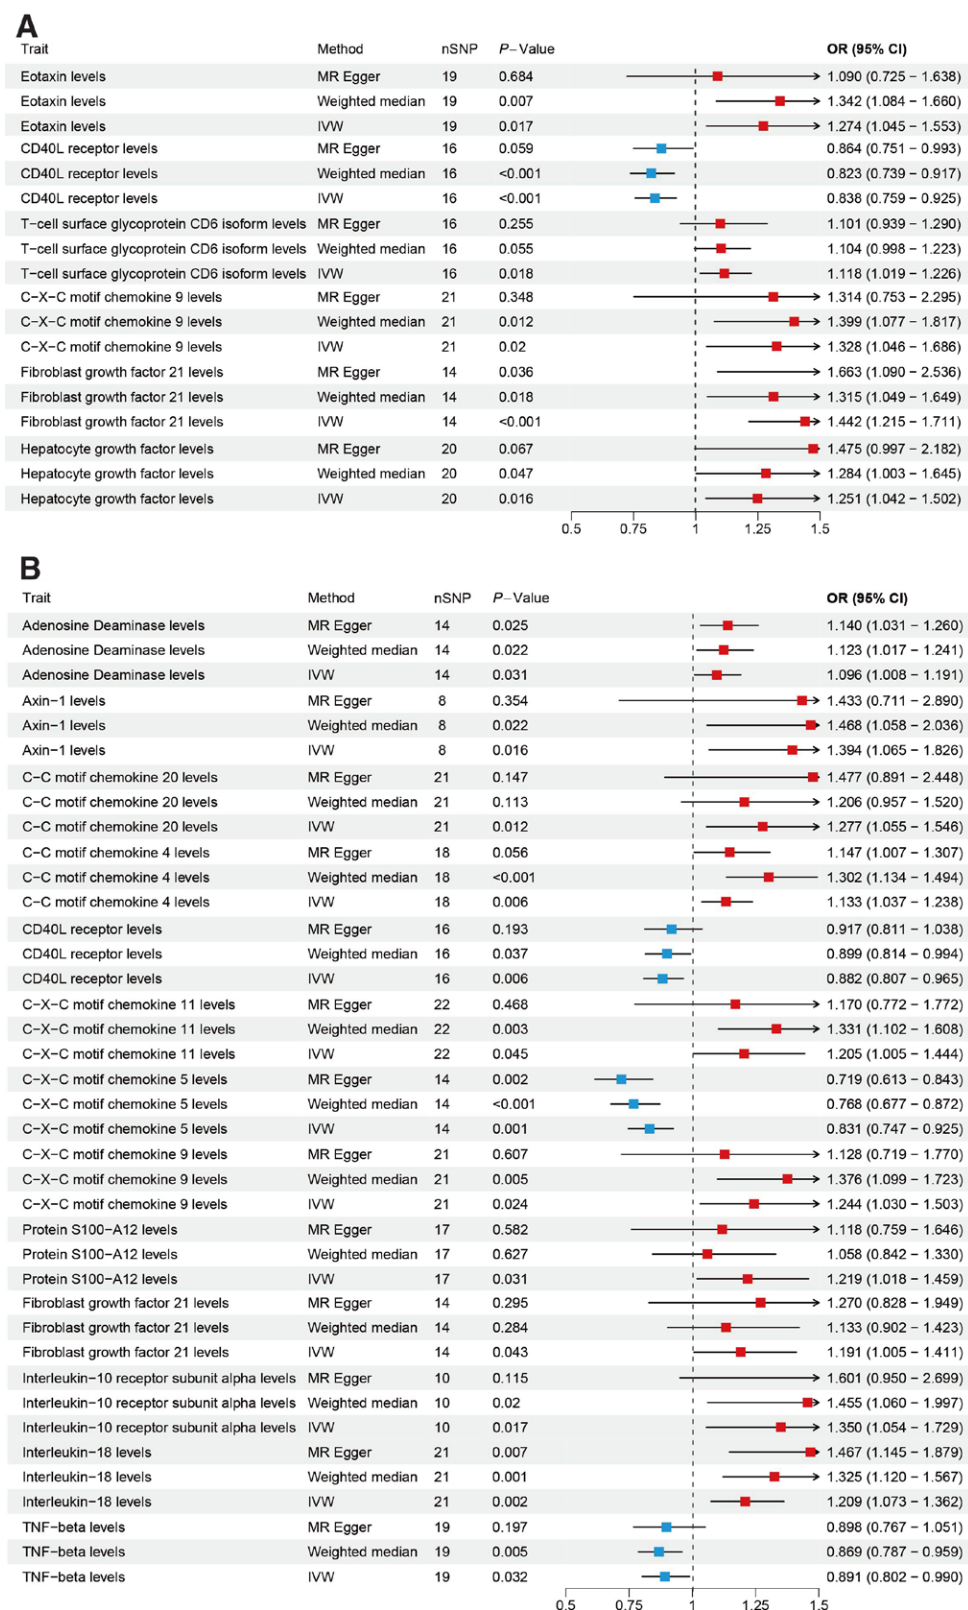 A
Trait Method nSNP P−Value OR (95% CI)
Eotaxin levels MR Egger 19 0.684 1.090 (0.725 − 1.638)
Eotaxin levels Weighted median 19 0.007 1.342 (1.084 − 1.660)
Eotaxin levels IVW 19 0.017 1.274 (1.045 − 1.553)
CD40L receptor levels MR Egger 16 0.059 0.864 (0.751 − 0.993)
CD40L receptor levels Weighted median 16 <0.001 0.823 (0.739 − 0.917)
CD40L receptor levels IVW 16 <0.001 0.838 (0.759 − 0.925)
T−cell surface glycoprotein CD6 isoform levels MR Egger 16 0.255 1.101 (0.939 − 1.290)
T−cell surface glycoprotein CD6 isoform levels Weighted median 16 0.055 1.104 (0.998 − 1.223)
T−cell surface glycoprotein CD6 isoform levels IVW 16 0.018 1.118 (1.019 − 1.226)
C−X−C motif chemokine 9 levels MR Egger 21 0.348 1.314 (0.753 − 2.295)
C−X−C motif chemokine 9 levels Weighted median 21 0.012 1.399 (1.077 − 1.817)
C−X−C motif chemokine 9 levels IVW 21 0.02 1.328 (1.046 − 1.686)
Fibroblast growth factor 21 levels MR Egger 14 0.036 1.663 (1.090 − 2.536)
Fibroblast growth factor 21 levels Weighted median 14 0.018 1.315 (1.049 − 1.649)
Fibroblast growth factor 21 levels IVW 14 <0.001 1.442 (1.215 − 1.711)
Hepatocyte growth factor levels MR Egger 20 0.067 1.475 (0.997 − 2.182)
Hepatocyte growth factor levels Weighted median 20 0.047 1.284 (1.003 − 1.645)
Hepatocyte growth factor levels IVW 20 0.016 1.251 (1.042 − 1.502)
0.5 0.75 1 1.25 1.5
B
Trait Method nSNP P−Value OR (95% CI)
Adenosine Deaminase levels MR Egger 14 0.025 1.140 (1.031 − 1.260)
Adenosine Deaminase levels Weighted median 14 0.022 1.123 (1.017 − 1.241)
Adenosine Deaminase levels IVW 14 0.031 1.096 (1.008 − 1.191)
Axin−1 levels MR Egger 8 0.354 1.433 (0.711 − 2.890)
Axin−1 levels Weighted median 8 0.022 1.468 (1.058 − 2.036)
Axin−1 levels IVW 8 0.016 1.394 (1.065 − 1.826)
C−C motif chemokine 20 levels MR Egger 21 0.147 1.477 (0.891 − 2.448)
C−C motif chemokine 20 levels Weighted median 21 0.113 1.206 (0.957 − 1.520)
C−C motif chemokine 20 levels IVW 21 0.012 1.277 (1.055 − 1.546)
C−C motif chemokine 4 levels MR Egger 18 0.056 1.147 (1.007 − 1.307)
C−C motif chemokine 4 levels Weighted median 18 <0.001 1.302 (1.134 − 1.494)
C−C motif chemokine 4 levels IVW 18 0.006 1.133 (1.037 − 1.238)
CD40L receptor levels MR Egger 16 0.193 0.917 (0.811 − 1.038)
CD40L receptor levels Weighted median 16 0.037 0.899 (0.814 − 0.994)
CD40L receptor levels IVW 16 0.006 0.882 (0.807 − 0.965)
C−X−C motif chemokine 11 levels MR Egger 22 0.468 1.170 (0.772 − 1.772)
C−X−C motif chemokine 11 levels Weighted median 22 0.003 1.331 (1.102 − 1.608)
C−X−C motif chemokine 11 levels IVW 22 0.045 1.205 (1.005 − 1.444)
C−X−C motif chemokine 5 levels MR Egger 14 0.002 0.719 (0.613 − 0.843)
C−X−C motif chemokine 5 levels Weighted median 14 <0.001 0.768 (0.677 − 0.872)
C−X−C motif chemokine 5 levels IVW 14 0.001 0.831 (0.747 − 0.925)
C−X−C motif chemokine 9 levels MR Egger 21 0.607 1.128 (0.719 − 1.770)
C−X−C motif chemokine 9 levels Weighted median 21 0.005 1.376 (1.099 − 1.723)
C−X−C motif chemokine 9 levels IVW 21 0.024 1.244 (1.030 − 1.503)
Protein S100−A12 levels MR Egger 17 0.582 1.118 (0.759 − 1.646)
Protein S100−A12 levels Weighted median 17 0.627 1.058 (0.842 − 1.330)
Protein S100−A12 levels IVW 17 0.031 1.219 (1.018 − 1.459)
Fibroblast growth factor 21 levels MR Egger 14 0.295 1.270 (0.828 − 1.949)
Fibroblast growth factor 21 levels Weighted median 14 0.284 1.133 (0.902 − 1.423)
Fibroblast growth factor 21 levels IVW 14 0.043 1.191 (1.005 − 1.411)
Interleukin−10 receptor subunit alpha levels MR Egger 10 0.115 1.601 (0.950 − 2.699)
Interleukin−10 receptor subunit alpha levels Weighted median 10 0.02 1.455 (1.060 − 1.997)
Interleukin−10 receptor subunit alpha levels IVW 10 0.017 1.350 (1.054 − 1.729)
Interleukin−18 levels MR Egger 21 0.007 1.467 (1.145 − 1.879)
Interleukin−18 levels Weighted median 21 0.001 1.325 (1.120 − 1.567)
Interleukin−18 levels IVW 21 0.002 1.209 (1.073 − 1.362)
TNF−beta levels MR Egger 19 0.197 0.898 (0.767 − 1.051)
TNF−beta levels Weighted median 19 0.005 0.869 (0.787 − 0.959)
TNF−beta levels IVW 19 0.032 0.891 (0.802 − 0.990)
0.5 0.75 1 1.25 1.5